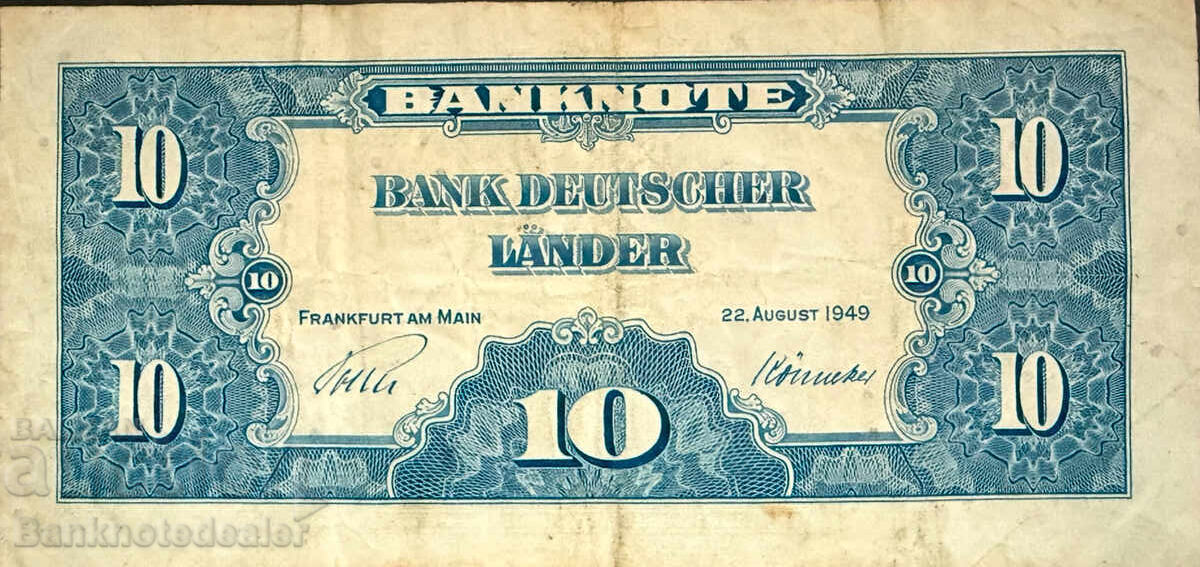 BANKNOTE
10
10
BANK DEUTSCHER
LÄNDER
10
10
FRANKFURT AM MAIN
22. AUGUST 1949
10
10
10
Banknotedealer